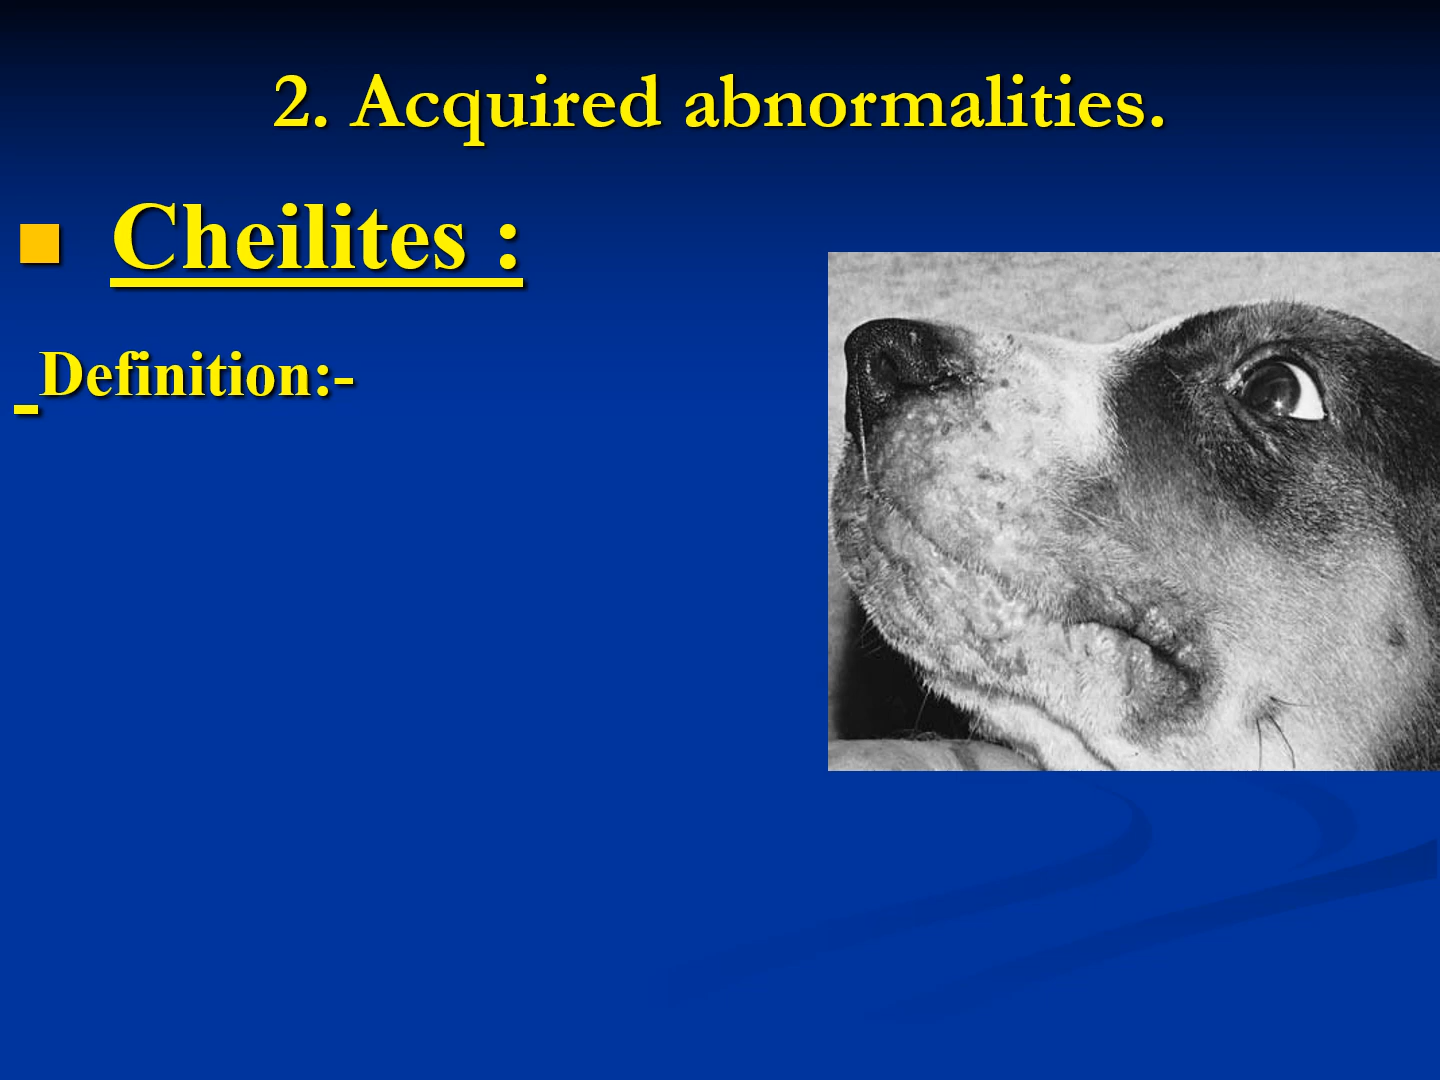 2. Acquired abnormalities.
Cheilites :
Definition:-